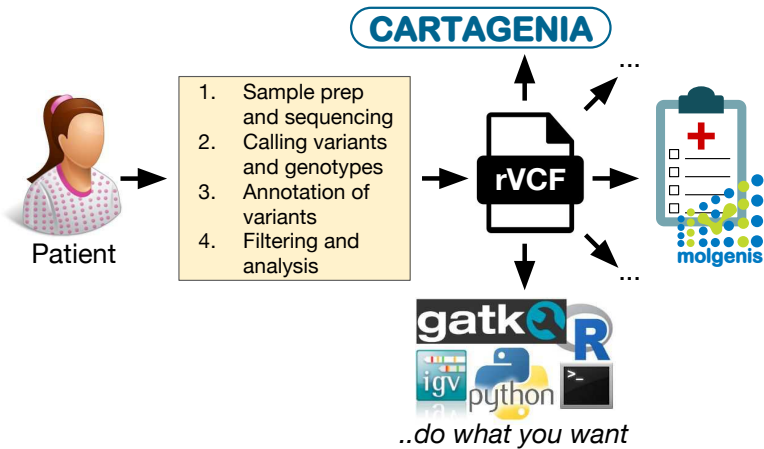 CARTAGENIA
...
1. Sample prep
and sequencing
2. Calling variants
and genotypes
3. Annotation of
variants
4. Filtering and
analysis
rVCF
Patient
molgenis
...
gatk
R
igv
python
>_
..do what you want